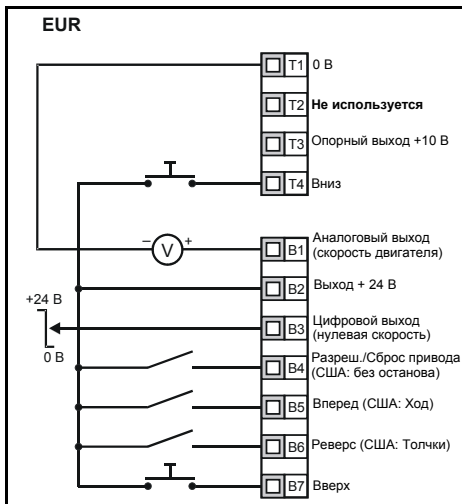 EUR
T1 0 В
T2 Не используется
T3 Опорный выход +10 В
T4 Вниз
– V +
B1 Аналоговый выход
(скорость двигателя)
B2 Выход + 24 В
+24 В
0 В
B3 Цифровой выход
(нулевая скорость)
B4 Разреш./Сброс привода
(США: без останова)
B5 Вперед (США: Ход)
B6 Реверс (США: Толчки)
B7 Вверх